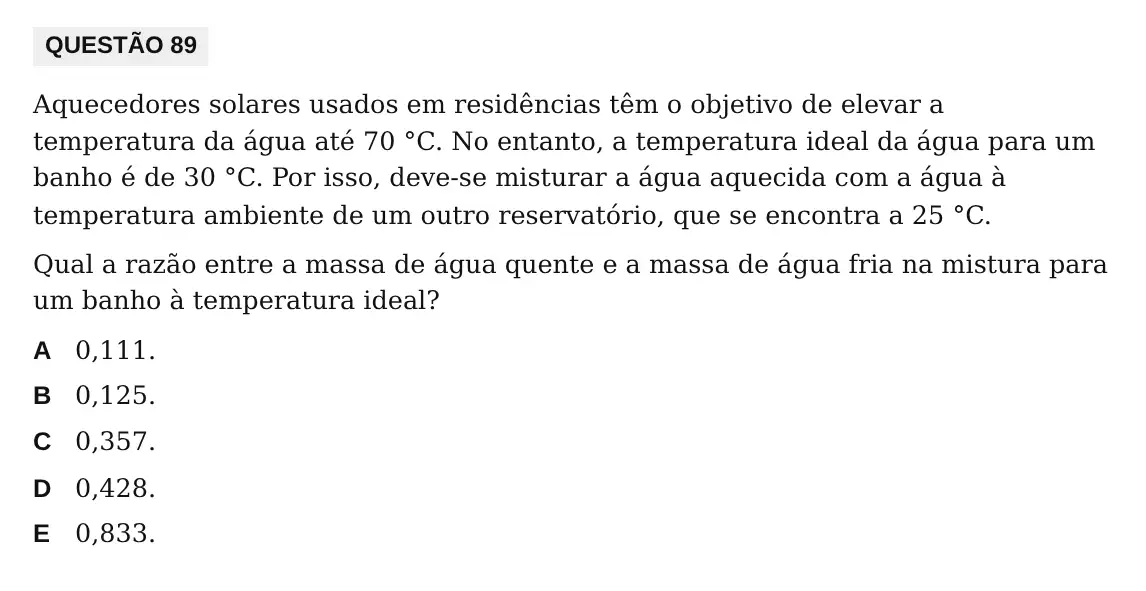 QUESTÃO 89
Aquecedores solares usados em residências têm o objetivo de elevar a
temperatura da água até 70 °C. No entanto, a temperatura ideal da água para um
banho é de 30 °C. Por isso, deve-se misturar a água aquecida com a água à
temperatura ambiente de um outro reservatório, que se encontra a 25 °C.
Qual a razão entre a massa de água quente e a massa de água fria na mistura para
um banho à temperatura ideal?
A 0,111.
B 0,125.
C 0,357.
D 0,428.
E 0,833.